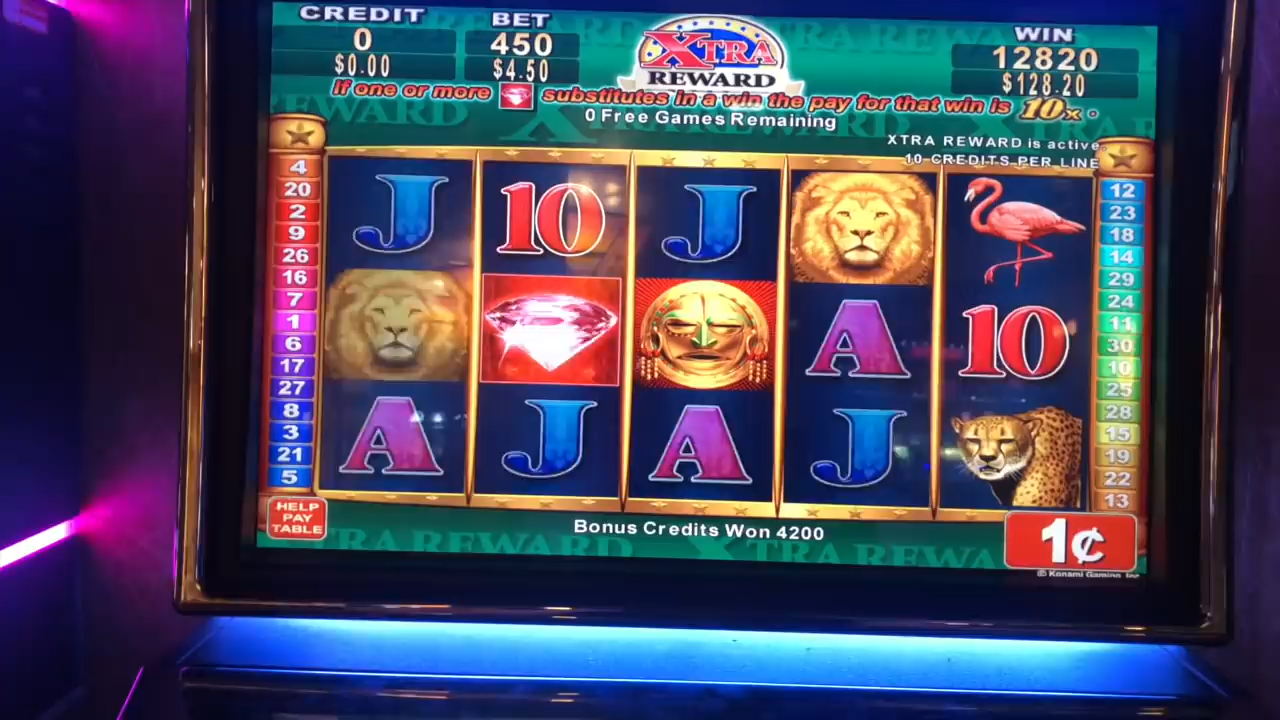 CREDIT
BET
WIN
0
450
12820
$0.00
$4.50
$128.20
XTRA
REWARD
If one or more substitutes in a win the pay for that win is 10x.
0 Free Games Remaining
XTRA REWARD is active.
10 CREDITS PER LINE
4
20
2
9
26
16
7
1
6
17
27
8
3
21
5
J
10
J
A
10
A
J
A
J
12
23
18
14
29
24
11
30
10
25
28
15
19
22
13
HELP
PAY
TABLE
Bonus Credits Won 4200
1¢
© Konami Gaming, Inc
XTRA REWARD